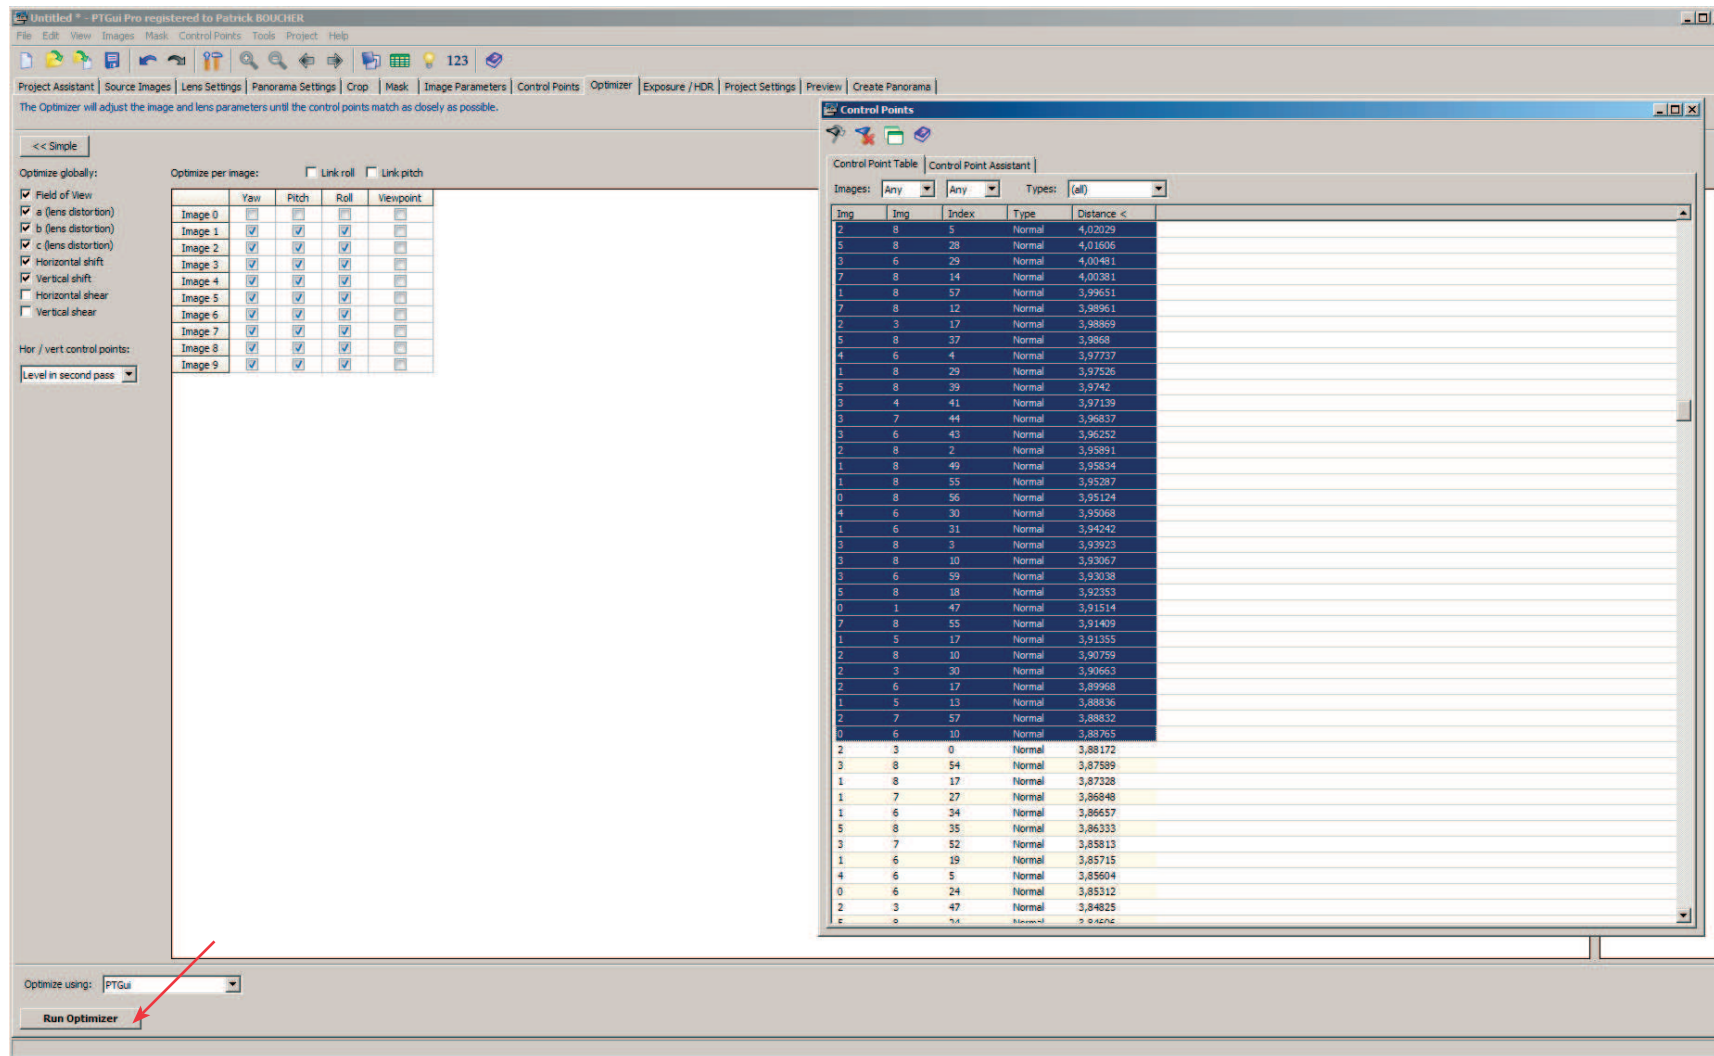 Untitled * - PTGui Pro registered to Patrick BOUCHER
File Edit View Images Mask Control Points Tools Project Help
123
Project Assistant Source Images Lens Settings Panorama Settings Crop Mask Image Parameters Control Points Optimizer Exposure / HDR Project Settings Preview Create Panorama
The Optimizer will adjust the image and lens parameters until the control points match as closely as possible.
<< Simple
Optimize globally:
Field of View
a (lens distortion)
b (lens distortion)
c (lens distortion)
Horizontal shift
Vertical shift
Horizontal shear
Vertical shear
Hor / vert control points:
Level in second pass
Optimize per image: Link roll Link pitch
Yaw Pitch Roll Viewpoint
Image 0
Image 1
Image 2
Image 3
Image 4
Image 5
Image 6
Image 7
Image 8
Image 9
Control Points
Control Point Table Control Point Assistant
Images: Any Any Types: (all)
Img Img Index Type Distance <
2 8 5 Normal 4,02029
5 8 28 Normal 4,01606
3 6 29 Normal 4,00481
7 8 14 Normal 4,00381
1 8 57 Normal 3,99651
7 8 12 Normal 3,98961
2 3 17 Normal 3,98869
5 8 37 Normal 3,9868
4 6 4 Normal 3,97737
1 8 29 Normal 3,97526
5 8 39 Normal 3,9742
3 4 41 Normal 3,97139
3 7 44 Normal 3,96837
3 6 43 Normal 3,96252
2 8 2 Normal 3,95891
1 8 49 Normal 3,95834
1 8 55 Normal 3,95287
0 8 56 Normal 3,95124
4 6 30 Normal 3,95068
1 6 31 Normal 3,94242
3 8 3 Normal 3,93923
3 8 10 Normal 3,93067
3 6 59 Normal 3,93038
5 8 18 Normal 3,92353
0 1 47 Normal 3,91514
7 8 55 Normal 3,91409
1 5 17 Normal 3,91355
2 8 10 Normal 3,90759
2 3 30 Normal 3,90663
2 6 17 Normal 3,89968
1 5 13 Normal 3,88836
2 7 57 Normal 3,88832
0 6 10 Normal 3,88765
2 3 0 Normal 3,88172
3 8 54 Normal 3,87589
1 8 17 Normal 3,87328
1 7 27 Normal 3,86848
1 6 34 Normal 3,86657
5 8 35 Normal 3,86333
3 7 52 Normal 3,85813
1 6 19 Normal 3,85715
4 6 5 Normal 3,85604
0 6 24 Normal 3,85312
2 3 47 Normal 3,84825
Optimize using: PTGui
Run Optimizer